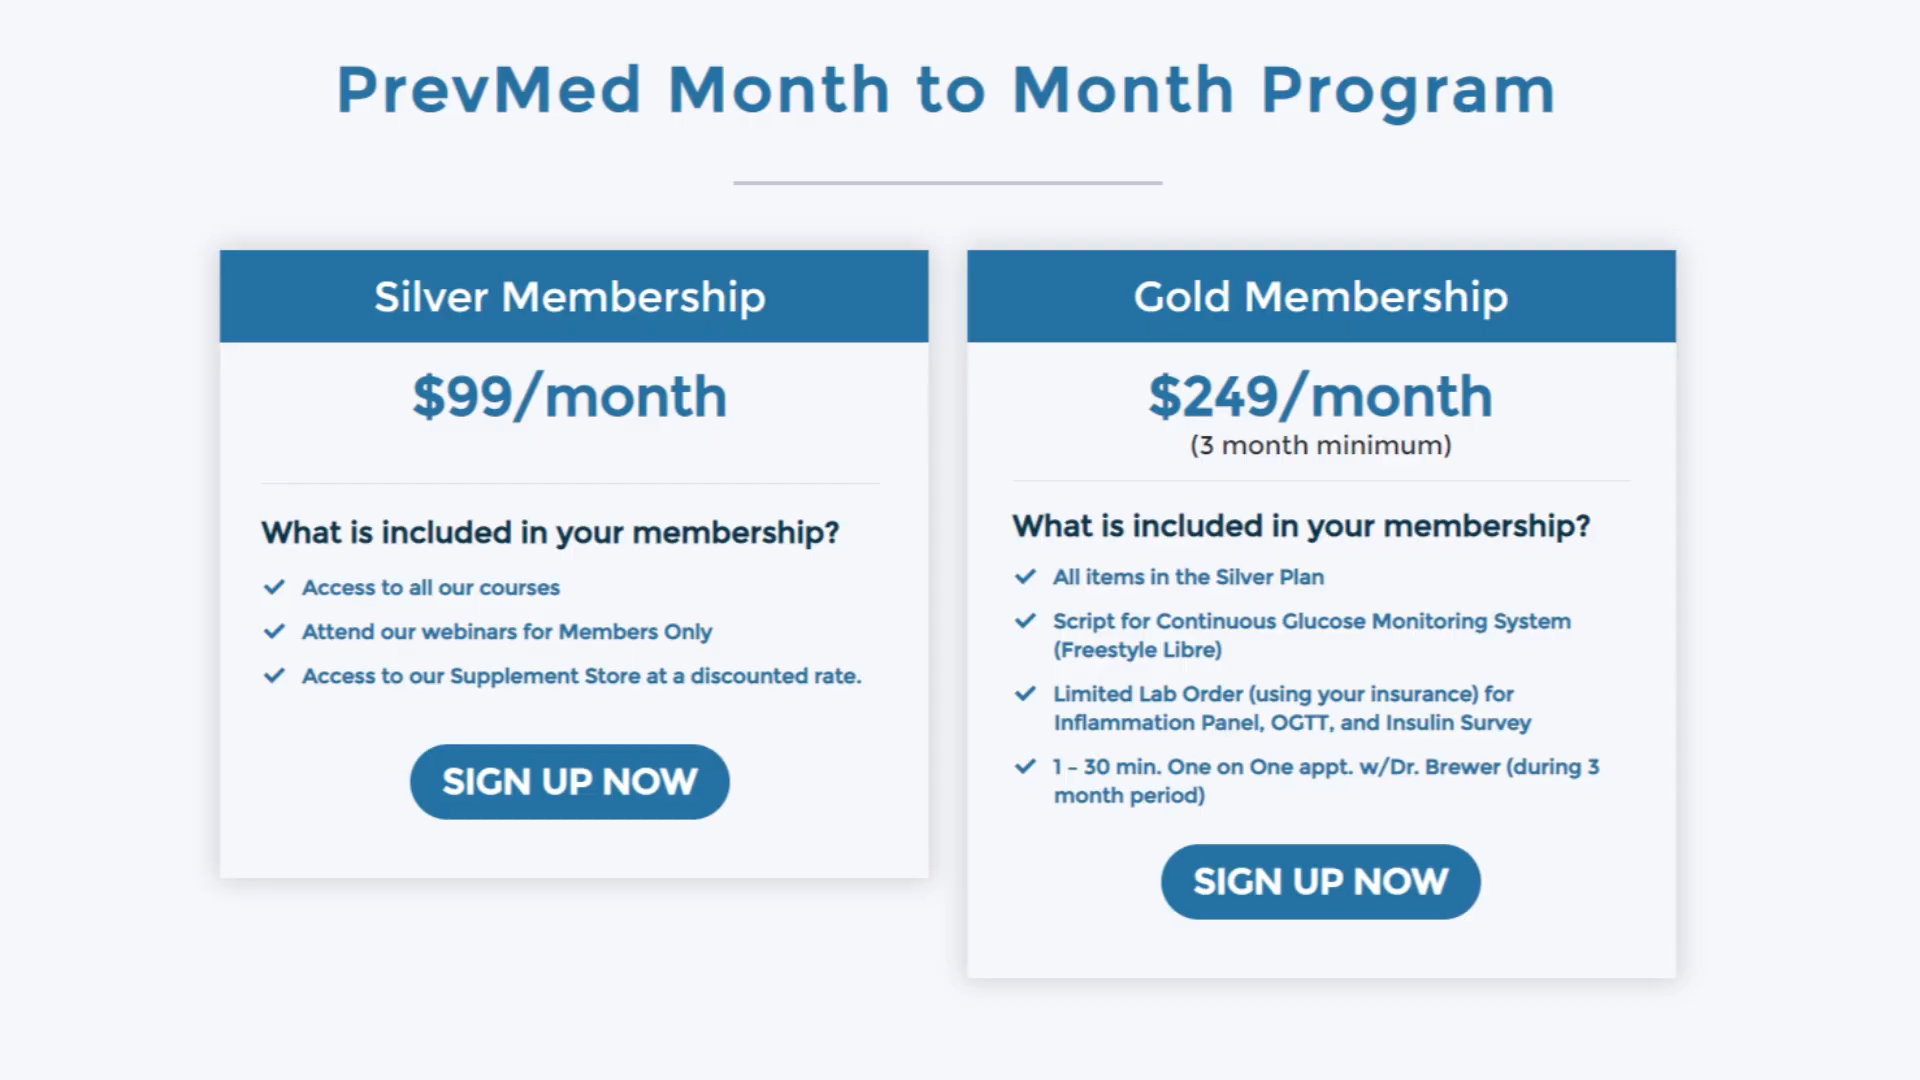 PrevMed Month to Month Program
Silver Membership
$99/month
What is included in your membership?
Access to all our courses
Attend our webinars for Members Only
Access to our Supplement Store at a discounted rate.
SIGN UP NOW
Gold Membership
$249/month
(3 month minimum)
What is included in your membership?
All items in the Silver Plan
Script for Continuous Glucose Monitoring System
(Freestyle Libre)
Limited Lab Order (using your insurance) for
Inflammation Panel, OGTT, and Insulin Survey
1 – 30 min. One on One appt. w/Dr. Brewer (during 3
month period)
SIGN UP NOW